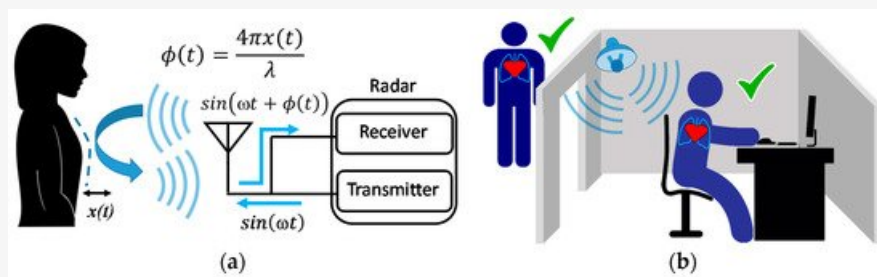 ϕ(t) = 4πx(t)/λ
sin(ωt + ϕ(t))
Radar
Receiver
Transmitter
sin(ωt)
x(t)
(a)
(b)